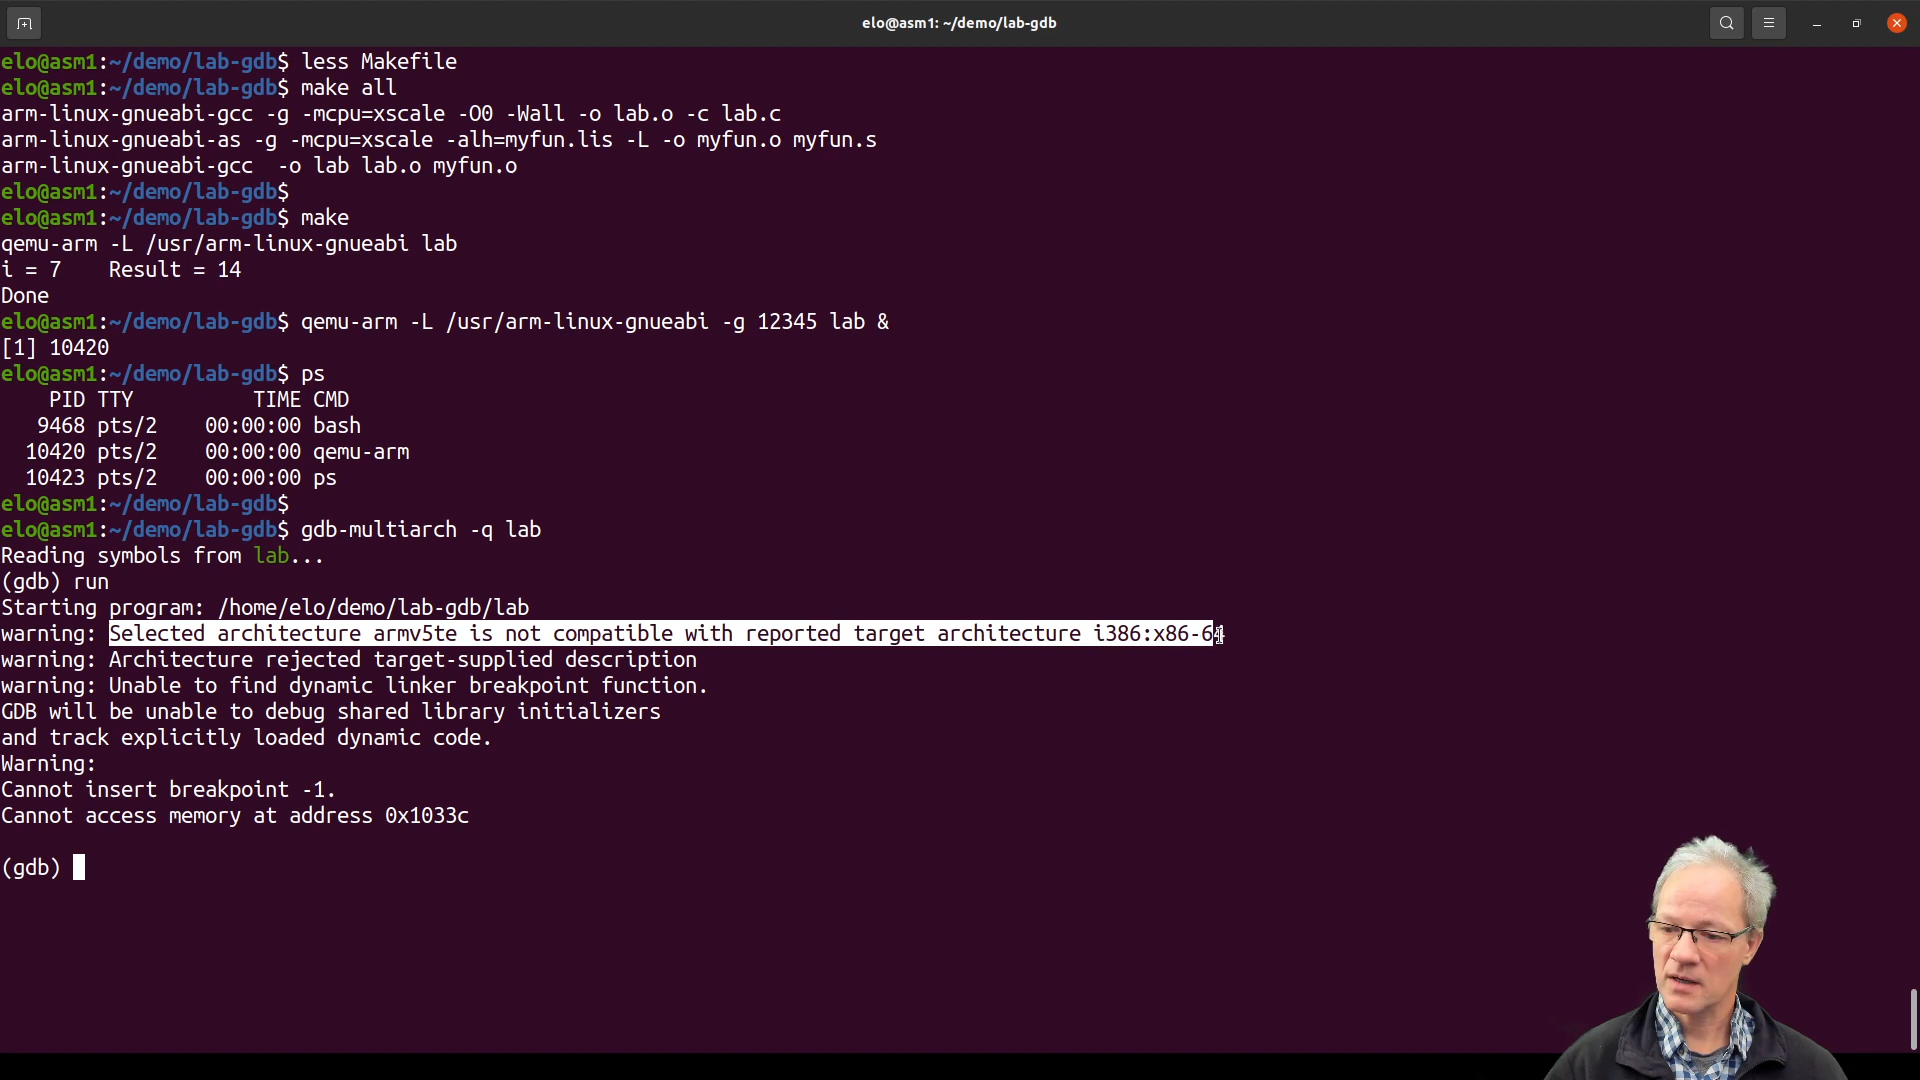 elo@asm1: ~/demo/lab-gdb
elo@asm1:~/demo/lab-gdb$ less Makefile
elo@asm1:~/demo/lab-gdb$ make all
arm-linux-gnueabi-gcc -g -mcpu=xscale -O0 -Wall -o lab.o -c lab.c
arm-linux-gnueabi-as -g -mcpu=xscale -alh=myfun.lis -L -o myfun.o myfun.s
arm-linux-gnueabi-gcc  -o lab lab.o myfun.o
elo@asm1:~/demo/lab-gdb$
elo@asm1:~/demo/lab-gdb$ make
qemu-arm -L /usr/arm-linux-gnueabi lab
i = 7    Result = 14
Done
elo@asm1:~/demo/lab-gdb$ qemu-arm -L /usr/arm-linux-gnueabi -g 12345 lab &
[1] 10420
elo@asm1:~/demo/lab-gdb$ ps
    PID TTY          TIME CMD
   9468 pts/2    00:00:00 bash
  10420 pts/2    00:00:00 qemu-arm
  10423 pts/2    00:00:00 ps
elo@asm1:~/demo/lab-gdb$
elo@asm1:~/demo/lab-gdb$ gdb-multiarch -q lab
Reading symbols from lab...
(gdb) run
Starting program: /home/elo/demo/lab-gdb/lab
warning: Selected architecture armv5te is not compatible with reported target architecture i386:x86-64
warning: Architecture rejected target-supplied description
warning: Unable to find dynamic linker breakpoint function.
GDB will be unable to debug shared library initializers
and track explicitly loaded dynamic code.
Warning:
Cannot insert breakpoint -1.
Cannot access memory at address 0x1033c
(gdb)